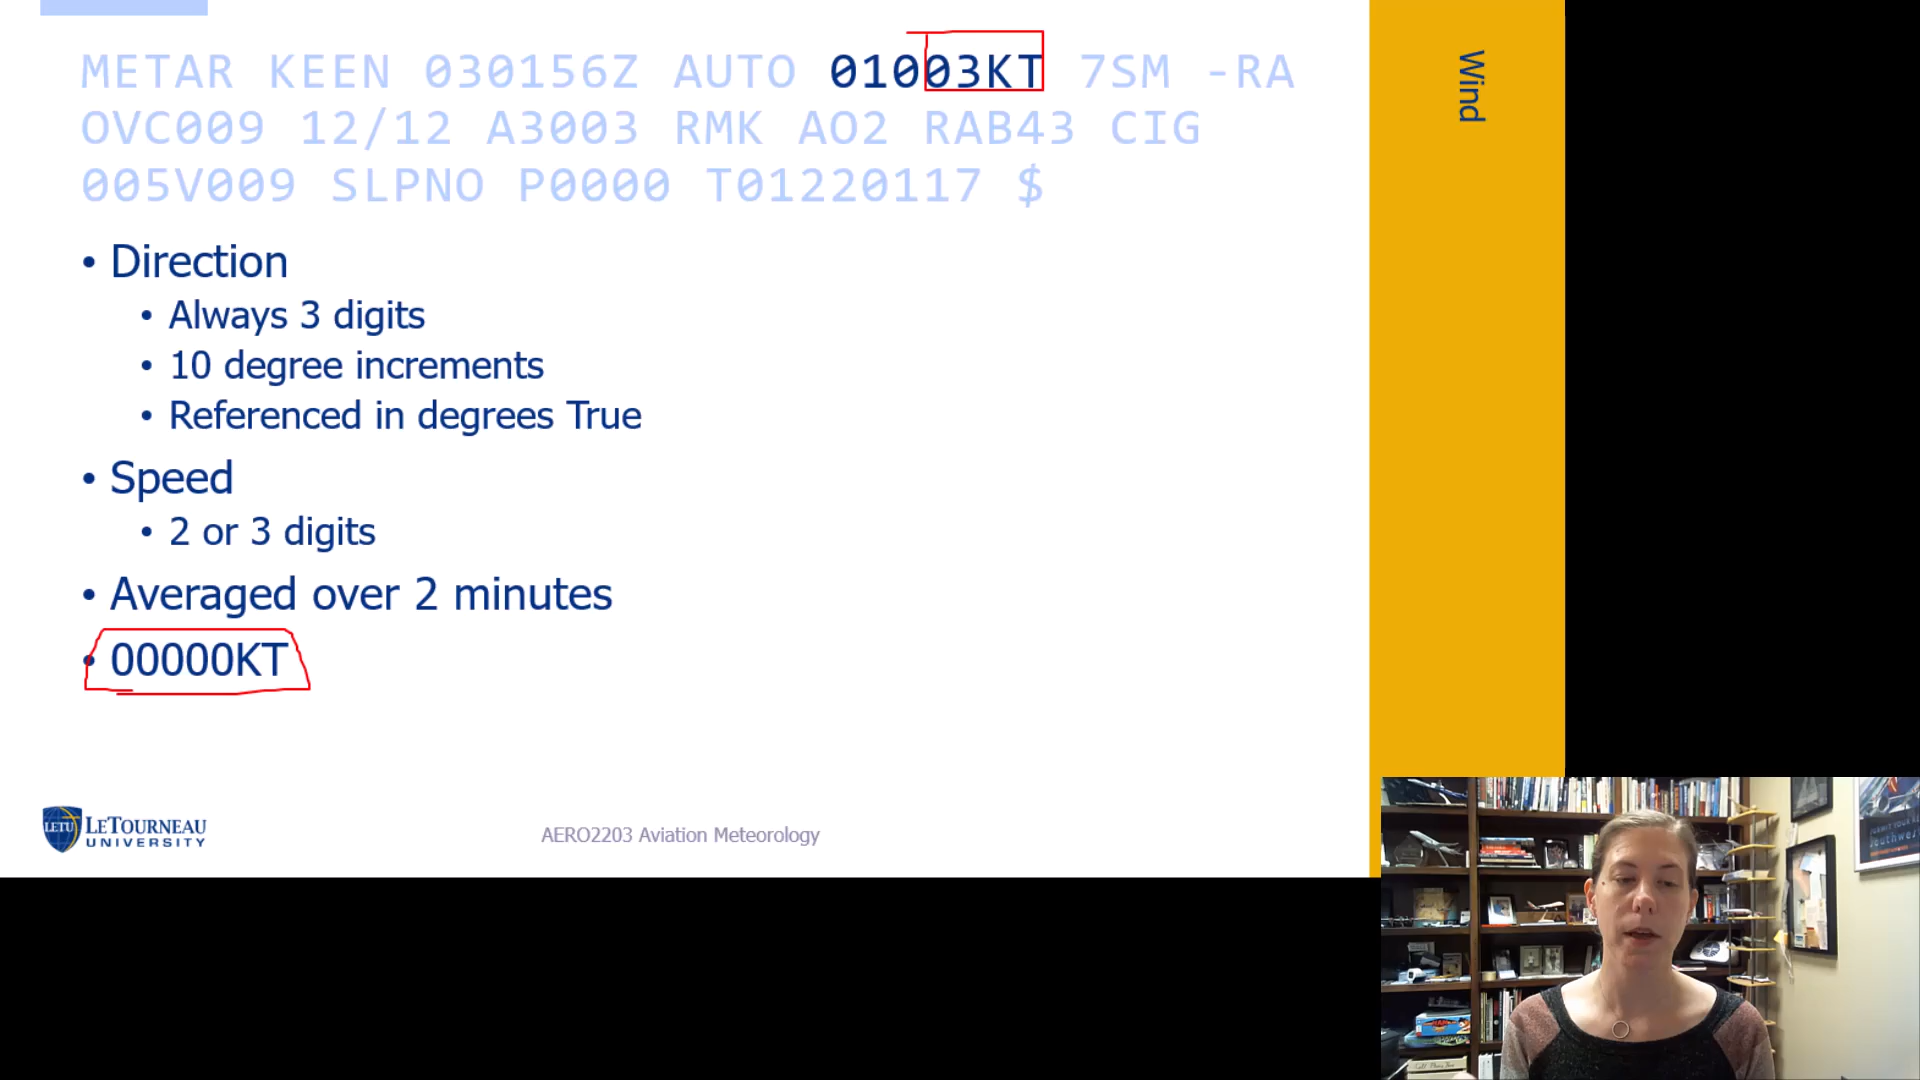 METAR KEEN 030156Z AUTO 01003KT 7SM -RA
OVC009 12/12 A3003 RMK AO2 RAB43 CIG
005V009 SLPNO P0000 T01220117 $
Wind
• Direction
• Always 3 digits
• 10 degree increments
• Referenced in degrees True
• Speed
• 2 or 3 digits
• Averaged over 2 minutes
• 00000KT
LETU
LETOURNEAU
UNIVERSITY
AERO2203 Aviation Meteorology